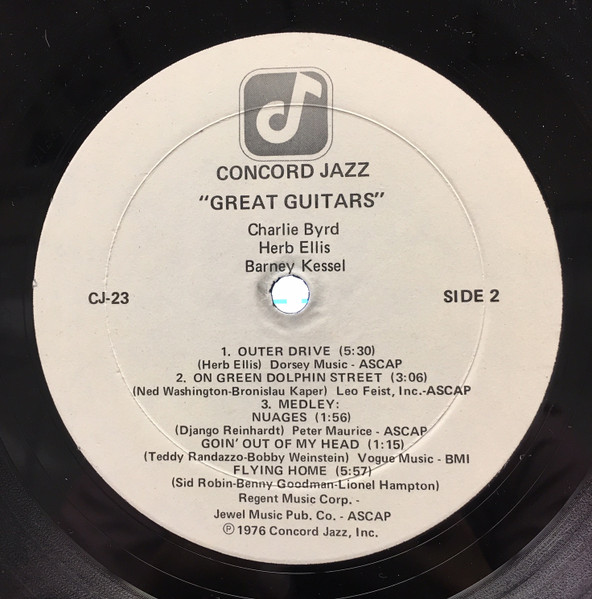 CONCORD JAZZ
"GREAT GUITARS"
Charlie Byrd
Herb Ellis
Barney Kessel
CJ-23
SIDE 2
1. OUTER DRIVE (5:30)
(Herb Ellis) Dorsey Music - ASCAP
2. ON GREEN DOLPHIN STREET (3:06)
(Ned Washington-Bronislau Kaper) Leo Feist, Inc.-ASCAP
3. MEDLEY:
NUAGES (1:56)
(Django Reinhardt) Peter Maurice - ASCAP
GOIN' OUT OF MY HEAD (1:15)
(Teddy Randazzo-Bobby Weinstein) Vogue Music - BMI
FLYING HOME (5:57)
(Sid Robin-Benny Goodman-Lionel Hampton)
Regent Music Corp. -
Jewel Music Pub. Co. - ASCAP
℗ 1976 Concord Jazz, Inc.